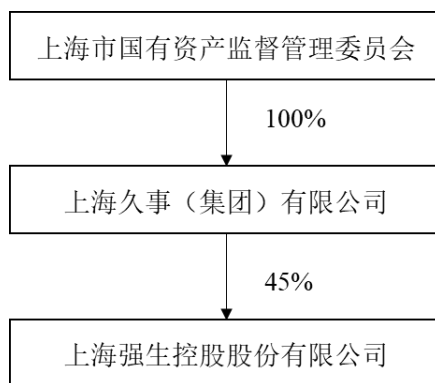 上海市国有资产监督管理委员会
100%
上海久事（集团）有限公司
45%
上海强生控股股份有限公司